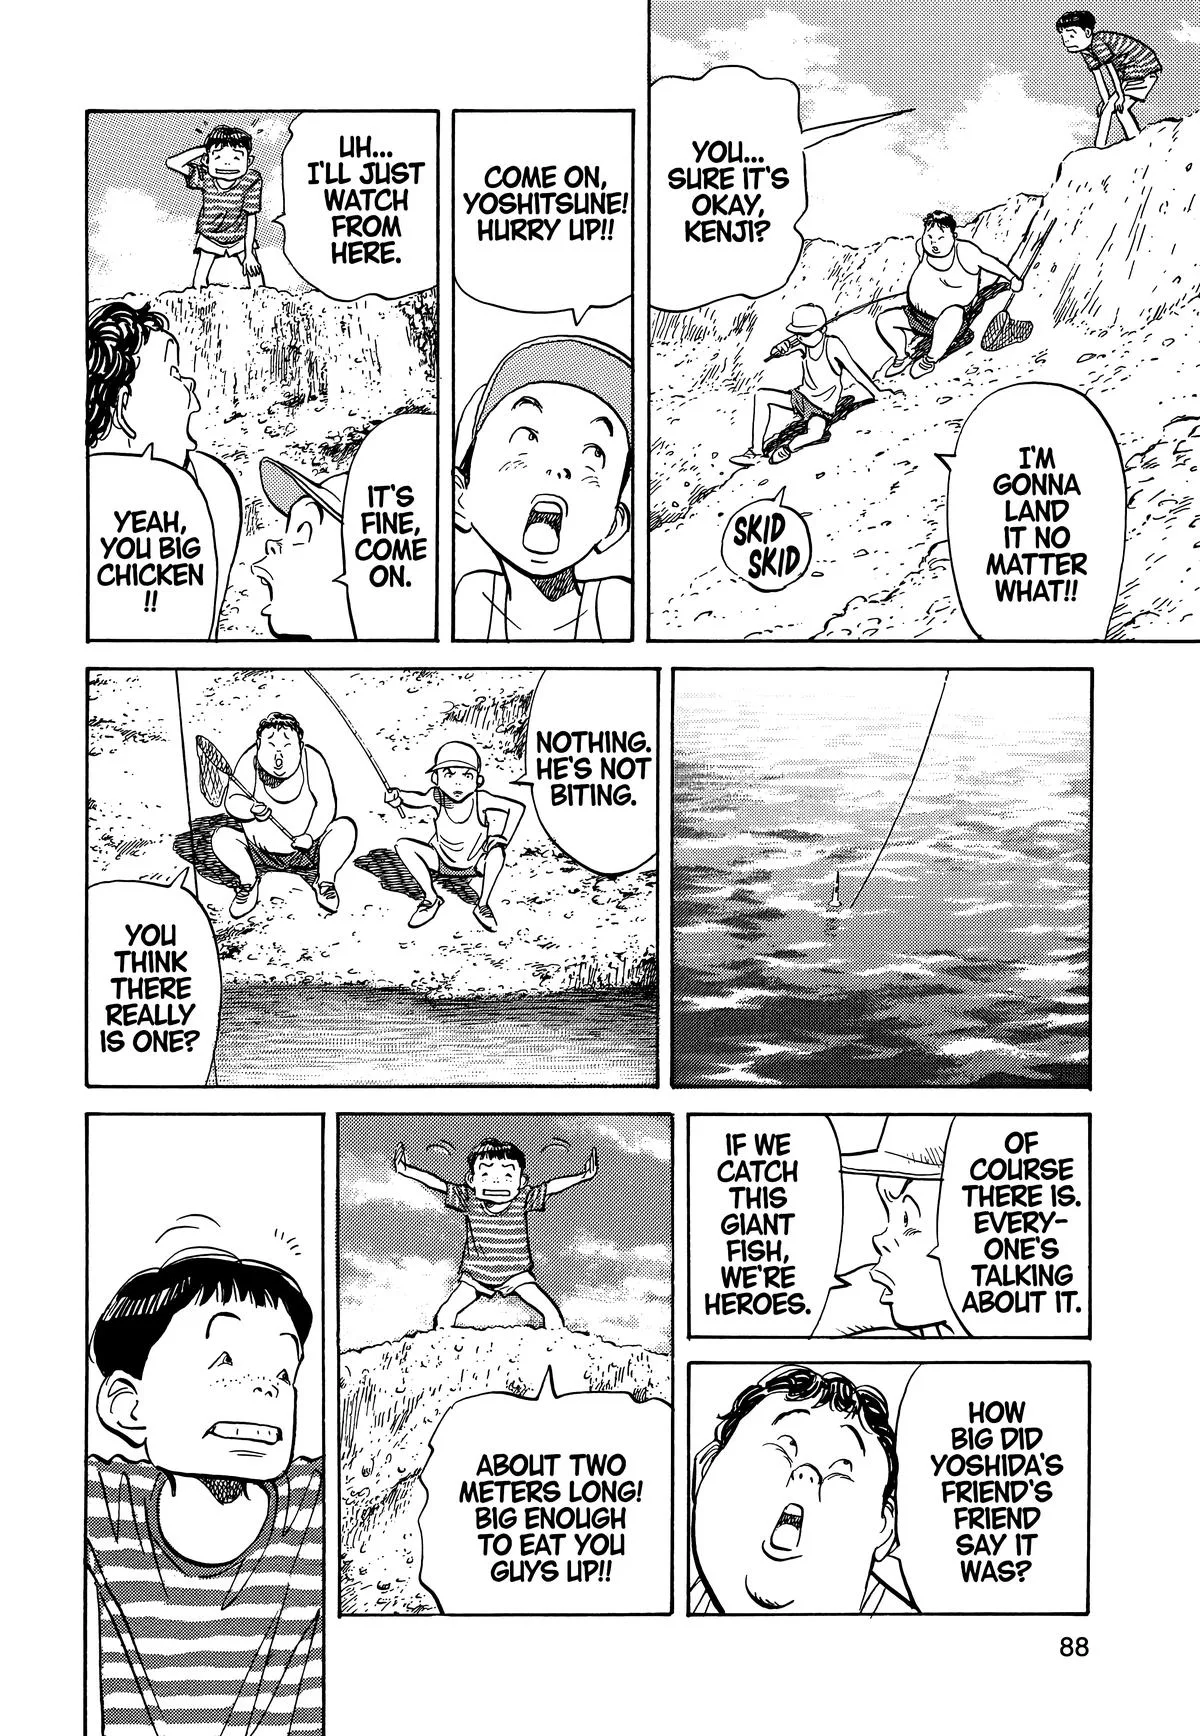 YOU...
SURE IT'S
OKAY,
KENJI?
I'M
GONNA
LAND
IT NO
MATTER
WHAT!!
SKID
SKID
COME ON,
YOSHITSUNE!
HURRY UP!!
UH...
I'LL JUST
WATCH
FROM
HERE.
IT'S
FINE,
COME
ON.
YEAH,
YOU BIG
CHICKEN
!!
NOTHING.
HE'S NOT
BITING.
YOU
THINK
THERE
REALLY
IS ONE?
OF
COURSE
THERE IS.
EVERY-
ONE'S
TALKING
ABOUT IT.
IF WE
CATCH
THIS
GIANT
FISH,
WE'RE
HEROES.
HOW
BIG DID
YOSHIDA'S
FRIEND'S
FRIEND
SAY IT
WAS?
ABOUT TWO
METERS LONG!
BIG ENOUGH
TO EAT YOU
GUYS UP!!
88